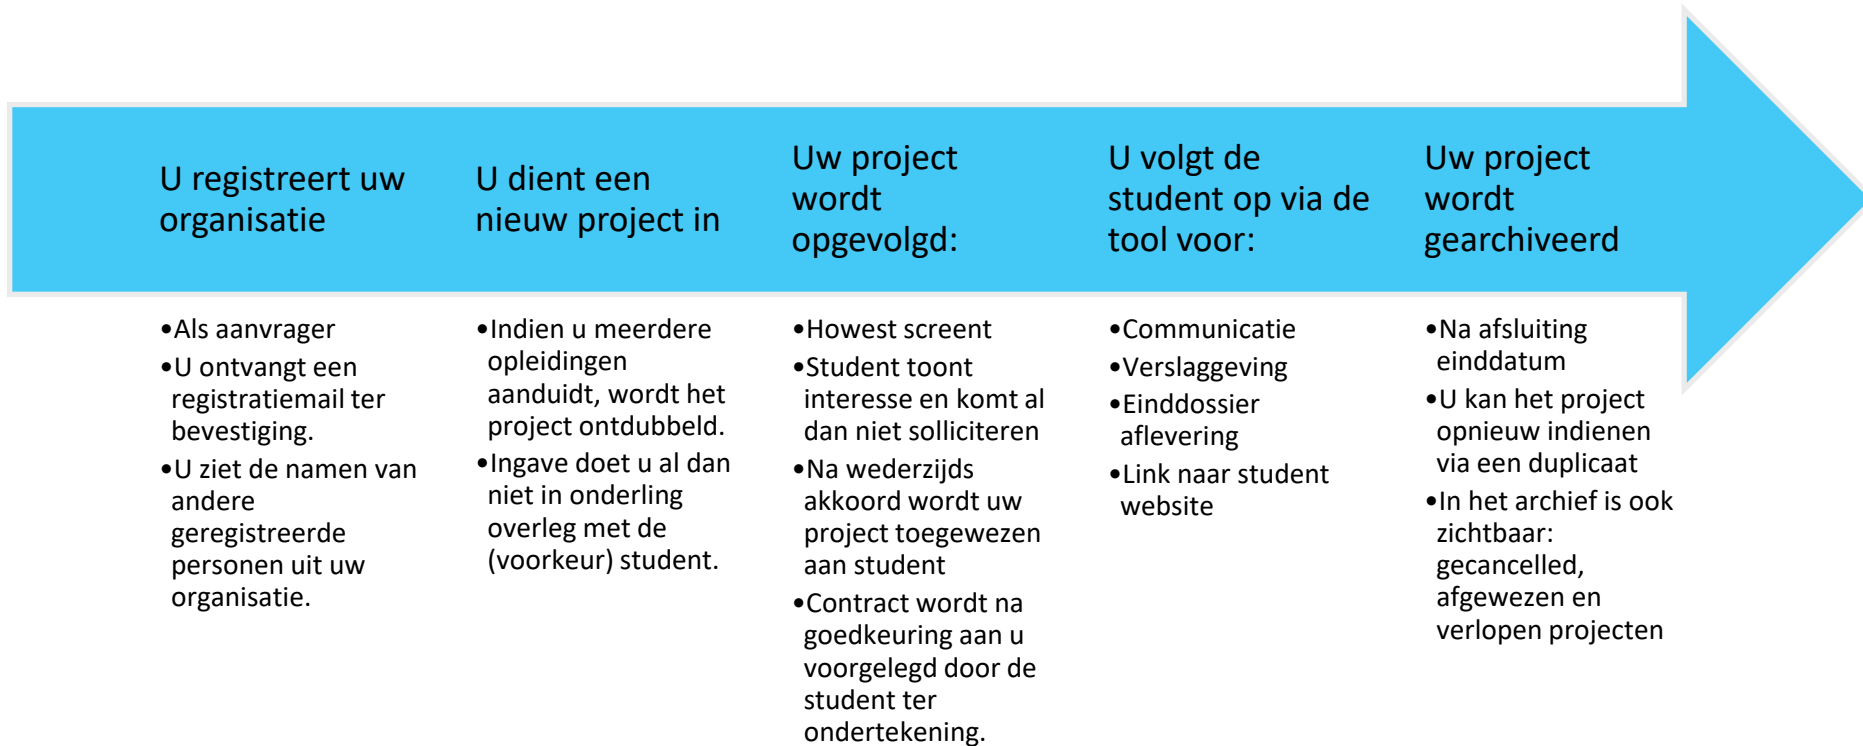 U registreert uw
organisatie
•Als aanvrager
•U ontvangt een
registratiemail ter
bevestiging.
•U ziet de namen van
andere
geregistreerde
personen uit uw
organisatie.
U dient een
nieuw project in
•Indien u meerdere
opleidingen
aanduidt, wordt het
project ontdubbeld.
•Ingave doet u al dan
niet in onderling
overleg met de
(voorkeur) student.
Uw project
wordt
opgevolgd:
•Howest screent
•Student toont
interesse en komt al
dan niet solliciteren
•Na wederzijds
akkoord wordt uw
project toegewezen
aan student
•Contract wordt na
goedkeuring aan u
voorgelegd door de
student ter
ondertekening.
U volgt de
student op via de
tool voor:
•Communicatie
•Verslaggeving
•Einddossier
aflevering
•Link naar student
website
Uw project
wordt
gearchiveerd
•Na afsluiting
einddatum
•U kan het project
opnieuw indienen
via een duplicaat
•In het archief is ook
zichtbaar:
gecancelled,
afgewezen en
verlopen projecten